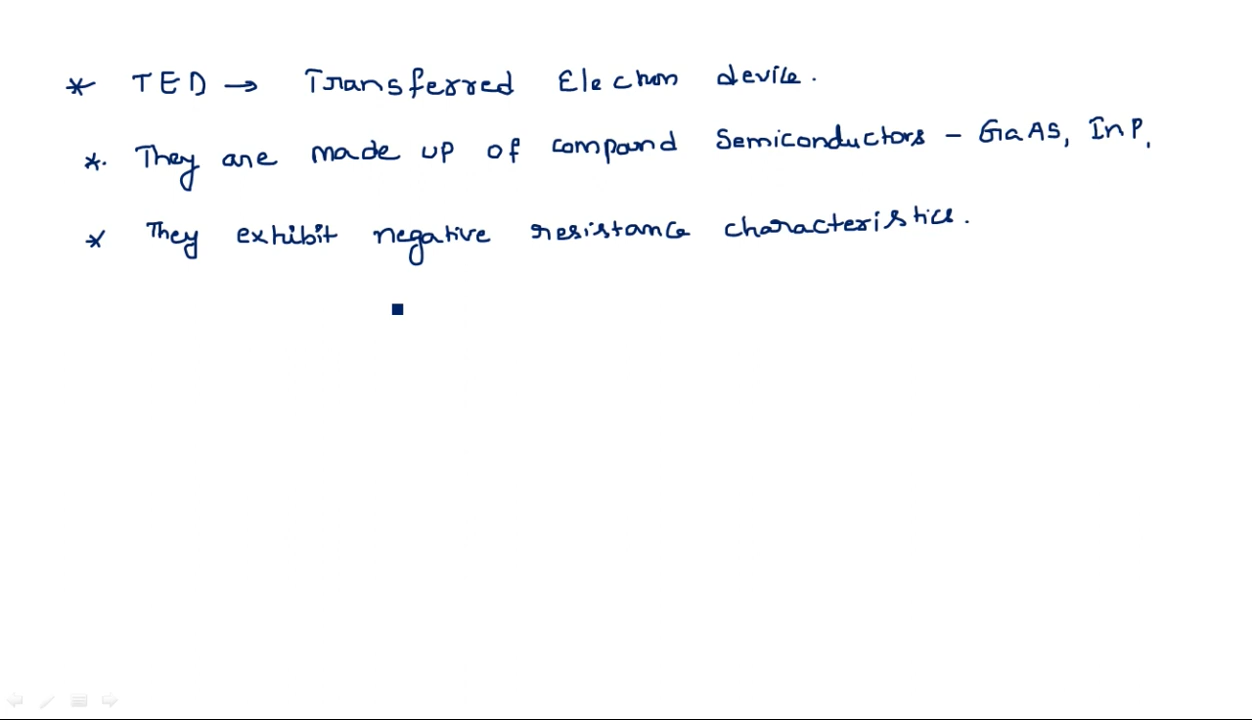 * TED → Transferred Electron device.
* They are made up of compound Semiconductors - GaAs, InP,
* They exhibit negative resistance characteristics.